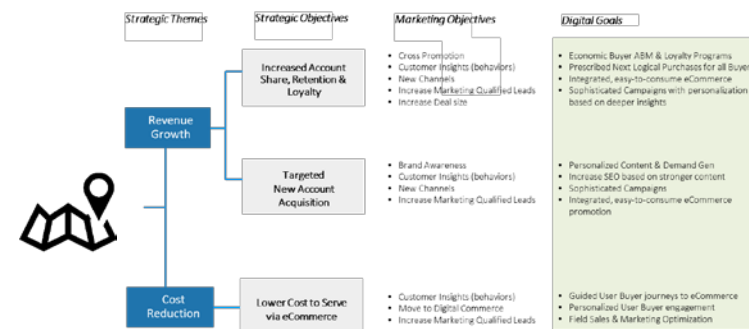 Strategic Themes
Strategic Objectives
Marketing Objectives
Digital Goals
Revenue
Growth
Increased Account
Share, Retention &
Loyalty
• Cross Promotion
• Customer Insights (behaviors)
• New Channels
• Increase Marketing Qualified Leads
• Increase Deal size
• Economic Buyer ABM & Loyalty Programs
• Prescribed Next Logical Purchases for all Buyer
• Integrated, easy-to-consume eCommerce
• Sophisticated Campaigns with personalization
based on deeper insights
Targeted
New Account
Acquisition
• Brand Awareness
• Customer Insights (behaviors)
• New Channels
• Increase Marketing Qualified Leads
• Personalized Content & Demand Gen
• Increase SEO based on stronger content
• Sophisticated Campaigns
• Integrated, easy-to-consume eCommerce
promotion
Cost
Reduction
Lower Cost to Serve
via eCommerce
• Customer Insights (behaviors)
• Move to Digital Commerce
• Increase Marketing Qualified Leads
• Guided User Buyer journeys to eCommerce
• Personalized User Buyer engagement
• Field Sales & Marketing Optimization